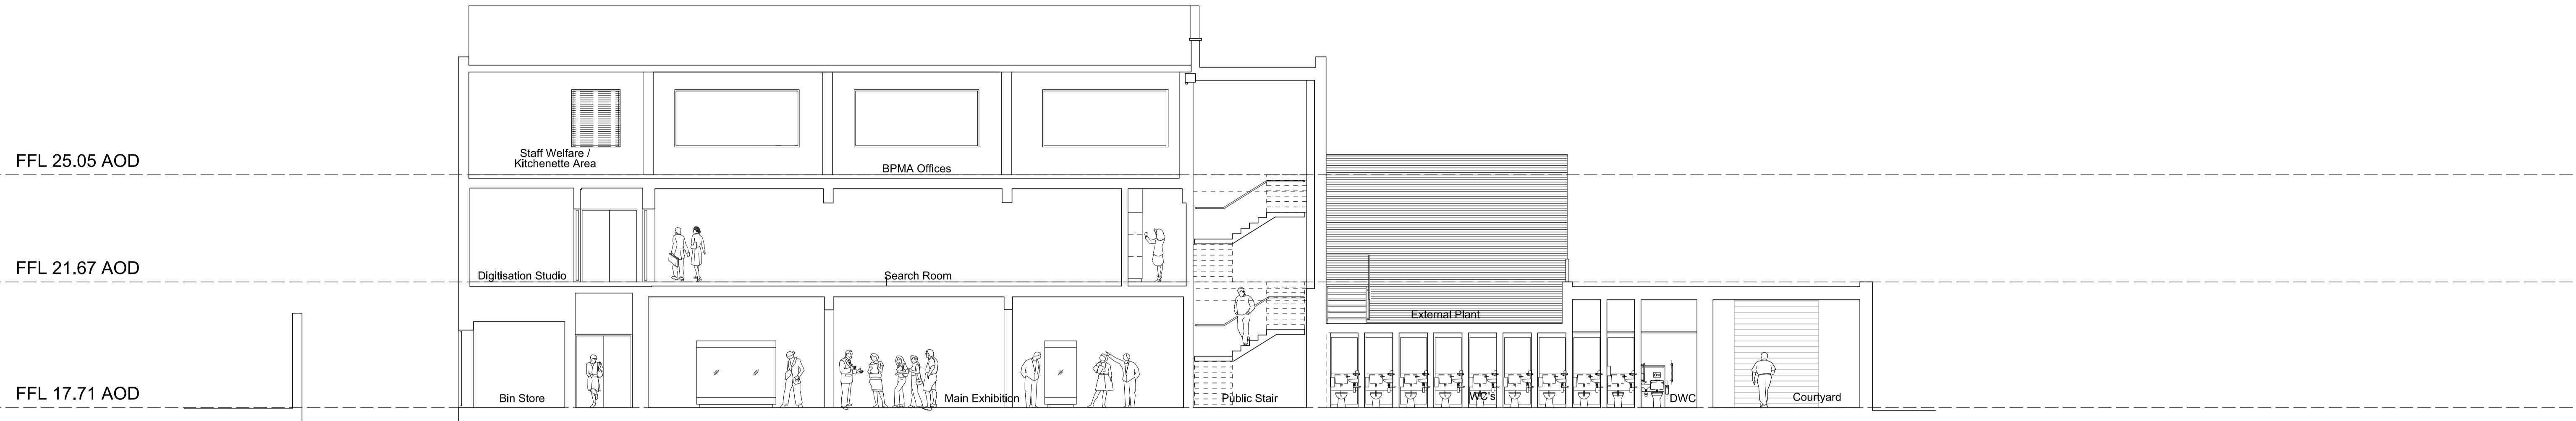 Staff Welfare /
Kitchenette Area
BPMA Offices
FFL 25.05 AOD
Digitisation Studio
Search Room
FFL 21.67 AOD
External Plant
FFL 17.71 AOD
Bin Store
Main Exhibition
Public Stair
WC's
DWC
Courtyard